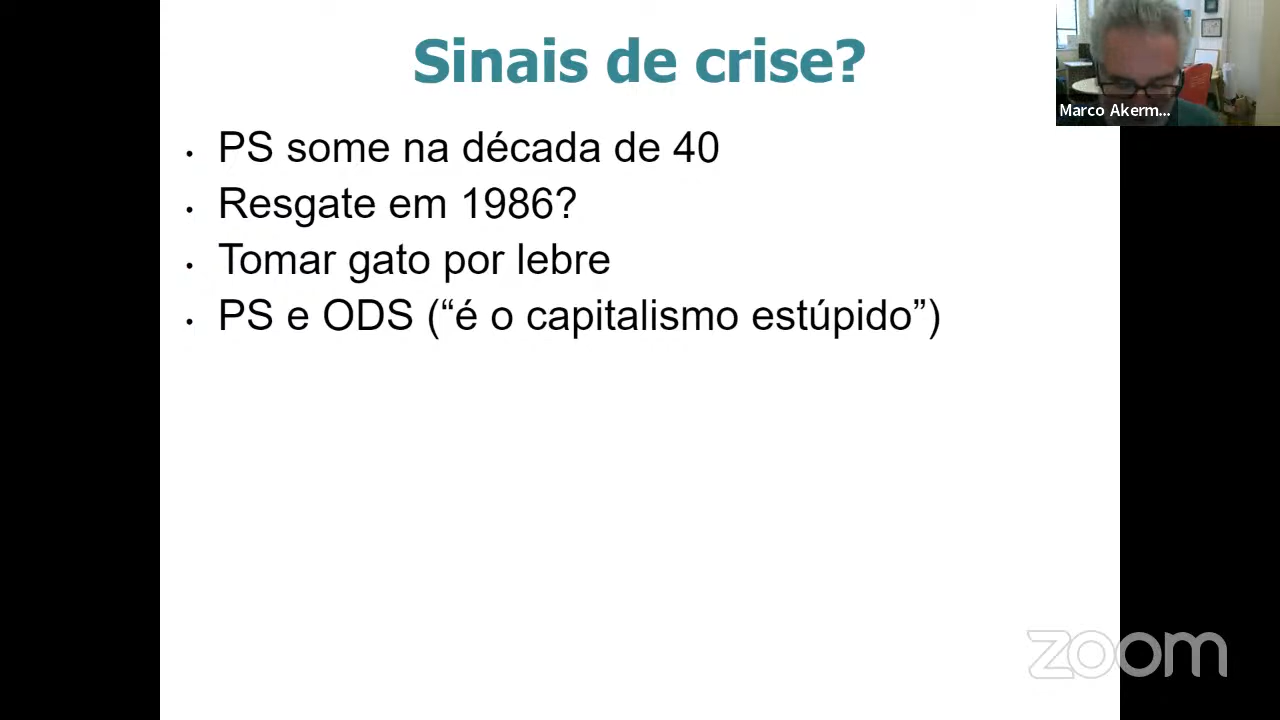 Sinais de crise?
Marco Akerm...
• PS some na década de 40
• Resgate em 1986?
• Tomar gato por lebre
• PS e ODS (“é o capitalismo estúpido”)
zoom